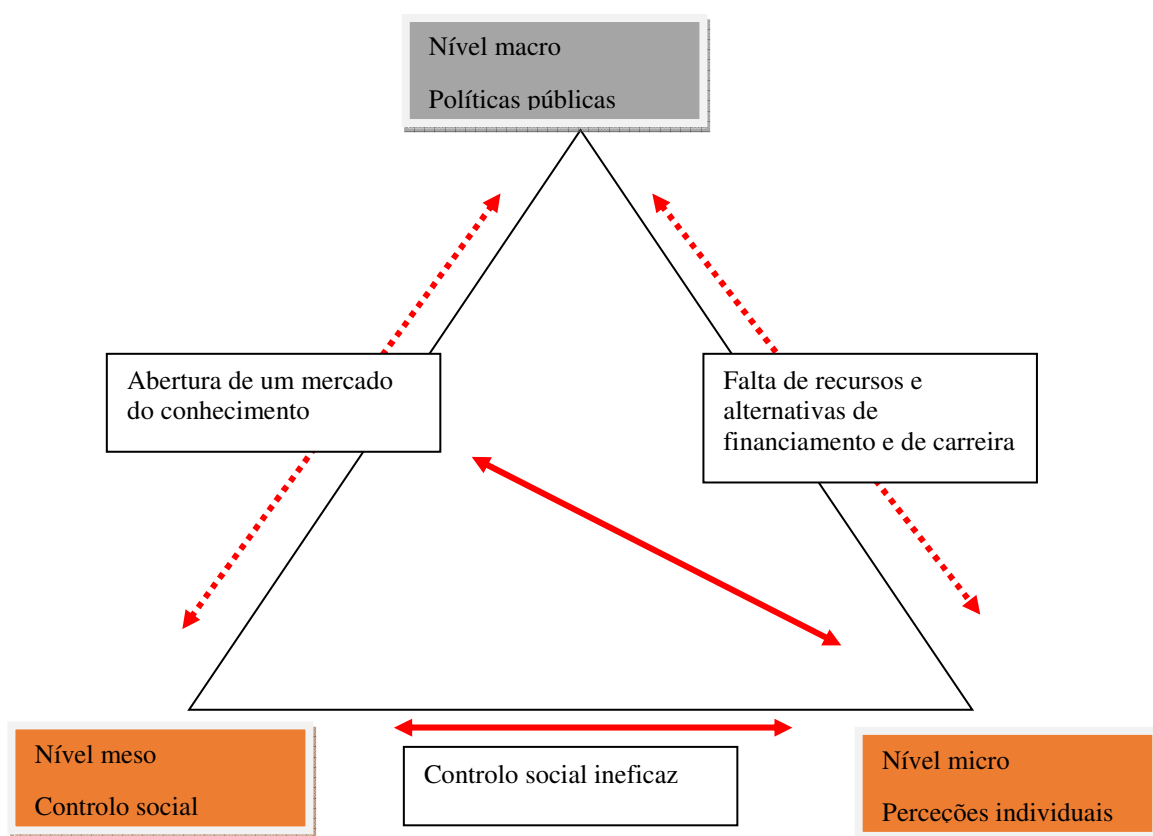 Nível macro
Políticas públicas
Abertura de um mercado
do conhecimento
Falta de recursos e
alternativas de
financiamento e de carreira
Nível meso
Controlo social
Controlo social ineficaz
Nível micro
Perceções individuais